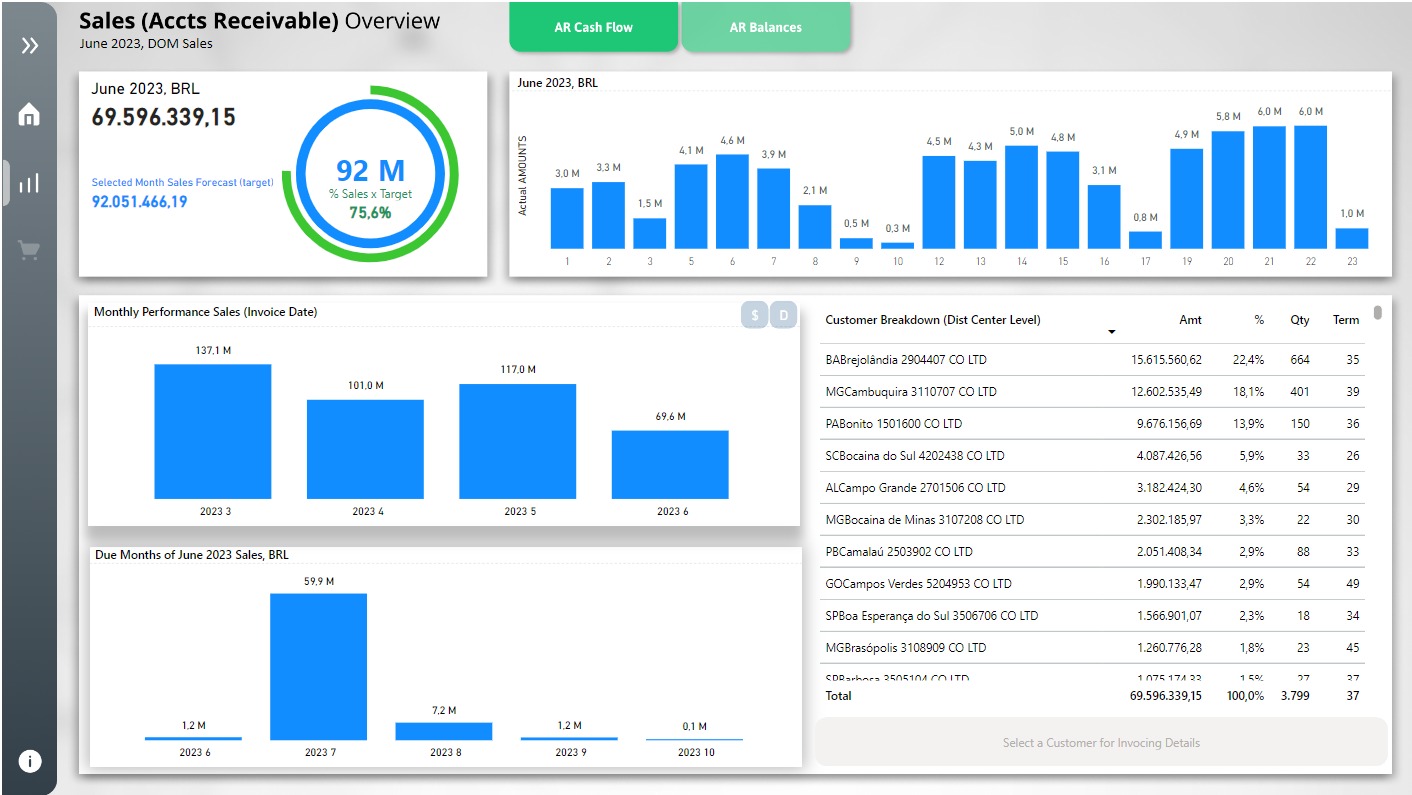 Sales (Accts Receivable) Overview
June 2023, DOM Sales
AR Cash Flow
AR Balances
June 2023, BRL
69.596.339,15
Selected Month Sales Forecast (target)
92.051.466,19
92 M
% Sales x Target
75,6%
June 2023, BRL
Actual AMOUNTS
3,0 M 3,3 M 1,5 M 4,1 M 4,6 M 3,9 M 2,1 M 0,5 M 0,3 M 4,5 M 4,3 M 5,0 M 4,8 M 3,1 M 0,8 M 4,9 M 5,8 M 6,0 M 6,0 M 1,0 M
1 2 3 5 6 7 8 9 10 12 13 14 15 16 17 19 20 21 22 23
Monthly Performance Sales (Invoice Date)
$ D
137,1 M 101,0 M 117,0 M 69,6 M
2023 3 2023 4 2023 5 2023 6
Due Months of June 2023 Sales, BRL
1,2 M 59,9 M 7,2 M 1,2 M 0,1 M
2023 6 2023 7 2023 8 2023 9 2023 10
Customer Breakdown (Dist Center Level) Amt % Qty Term
BABrejolândia 2904407 CO LTD 15.615.560,62 22,4% 664 35
MGCambuquira 3110707 CO LTD 12.602.535,49 18,1% 401 39
PABonito 1501600 CO LTD 9.676.156,69 13,9% 150 36
SCBocaina do Sul 4202438 CO LTD 4.087.426,56 5,9% 33 26
ALCampo Grande 2701506 CO LTD 3.182.424,30 4,6% 54 29
MGBocaina de Minas 3107208 CO LTD 2.302.185,97 3,3% 22 30
PBCamalaú 2503902 CO LTD 2.051.408,34 2,9% 88 33
GOCampos Verdes 5204953 CO LTD 1.990.133,47 2,9% 54 49
SPBoa Esperança do Sul 3506706 CO LTD 1.566.901,07 2,3% 18 34
MGBrasópolis 3108909 CO LTD 1.260.776,28 1,8% 23 45
SPBarbosa 3505104 CO LTD 1.075.174,33 1,5% 27 37
Total 69.596.339,15 100,0% 3.799 37
Select a Customer for Invocing Details